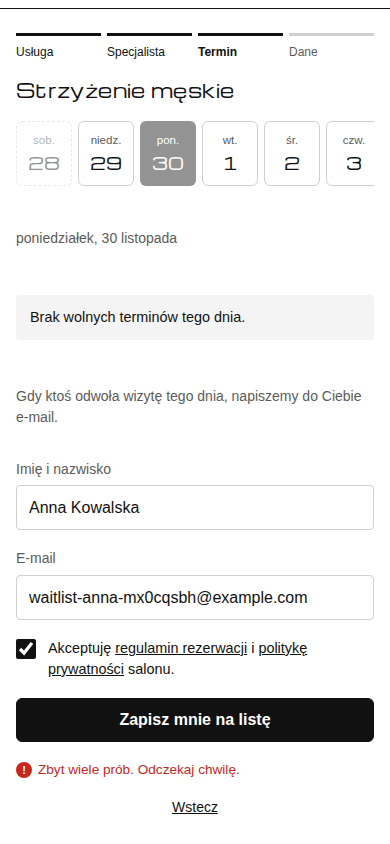 Usługa
Specjalista
Termin
Dane
Strzyżenie męskie
sob.
28
niedz.
29
pon.
30
wt.
1
śr.
2
czw.
3
poniedziałek, 30 listopada
Brak wolnych terminów tego dnia.
Gdy ktoś odwoła wizytę tego dnia, napiszemy do Ciebie
e-mail.
Imię i nazwisko
Anna Kowalska
E-mail
waitlist-anna-mx0cqsbh@example.com
Akceptuję regulamin rezerwacji i politykę
prywatności salonu.
Zapisz mnie na listę
Zbyt wiele prób. Odczekaj chwilę.
Wstecz